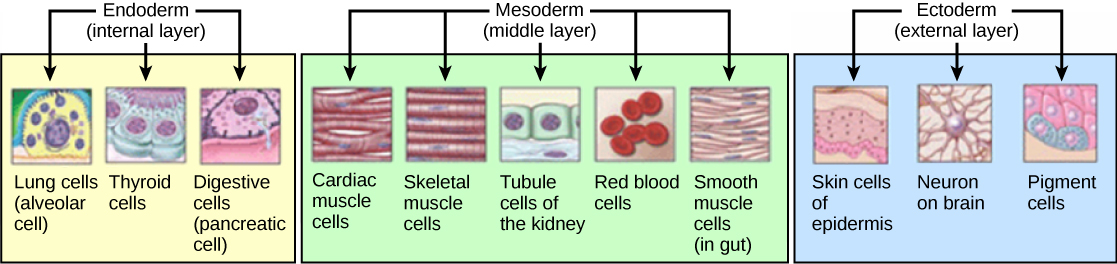 Endoderm
(internal layer)
Mesoderm
(middle layer)
Ectoderm
(external layer)
Lung cells
(alveolar
cell)
Thyroid
cells
Digestive
cells
(pancreatic
cell)
Cardiac
muscle
cells
Skeletal
muscle
cells
Tubule
cells of
the kidney
Red blood
cells
Smooth
muscle
cells
(in gut)
Skin cells
of
epidermis
Neuron
on brain
Pigment
cells